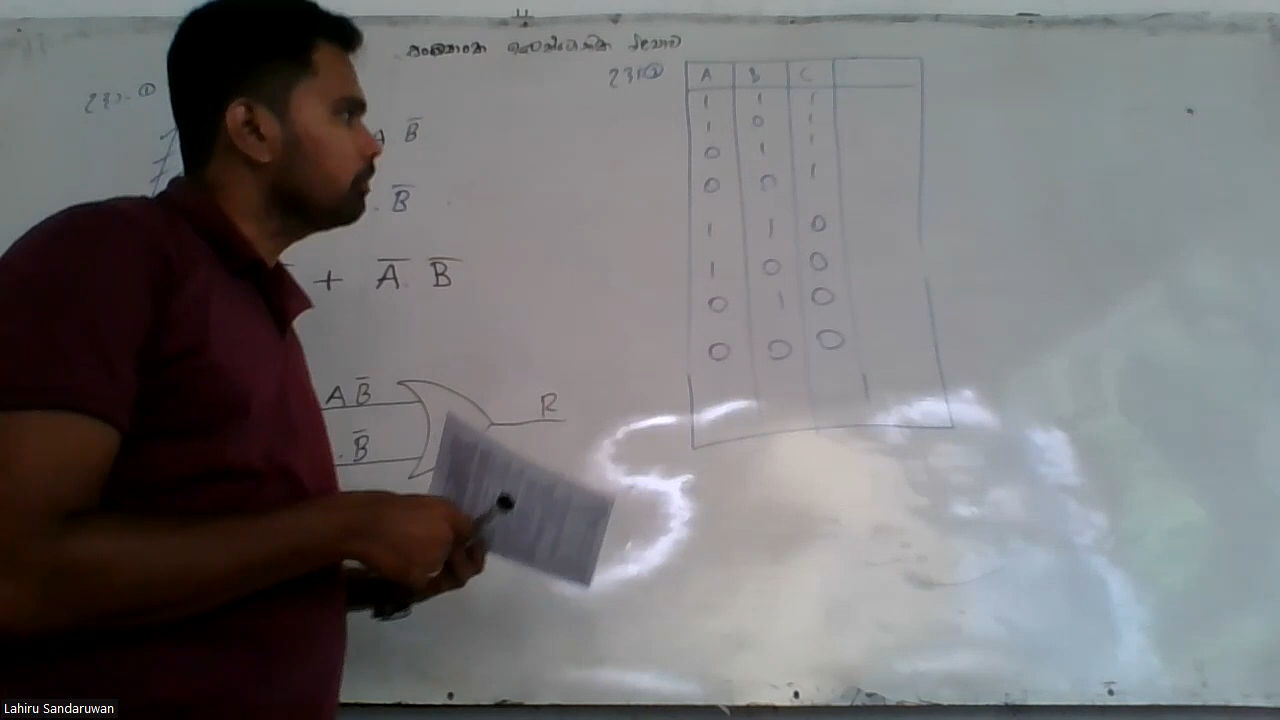 A B C
1 1 1
1 0 1
0 1 1
0 0 1
1 1 0
1 0 0
0 1 0
0 0 0
A B̅
. B̅
+ A̅ . B̅
A B̅
. B̅
R
Lahiru Sandaruwan